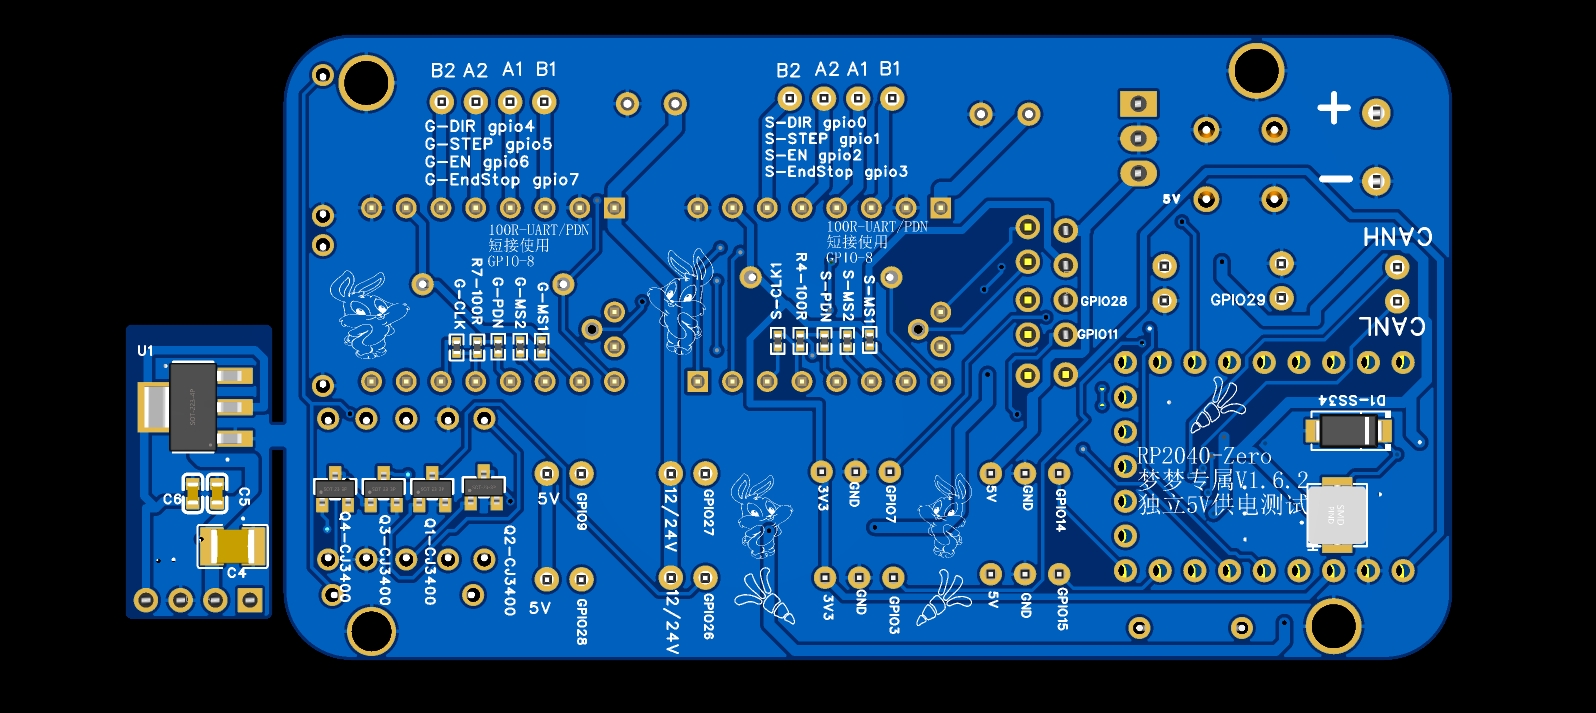 B2 A2 A1 B1
G-DIR gpio4
G-STEP gpio5
G-EN gpio6
G-EndStop gpio7
B2 A2 A1 B1
S-DIR gpio0
S-STEP gpio1
S-EN gpio2
S-EndStop gpio3
+
-
5V
100R-UART/PDN
短接使用
GPIO-8
100R-UART/PDN
短接使用
GPIO-8
CANH
GPIO28
GPIO29
GPIO11
CANL
G-CLK
R7-100R
G-PDN
G-MS2
G-MS1
S-CLK1
R4-100R
S-PDN
S-MS2
S-MS1
U1
SOT-223-4P
D1-SS34
RP2040-Zero
梦梦专属V1.6.2
独立5V供电测试
C6
C5
C4
5V
GPIO9
12/24V
GPIO27
3V3
GND
GPIO7
5V
GND
GPIO14
SMD
IND
Q4-CJ3400
Q3-CJ3400
Q1-CJ3400
Q2-CJ3400
5V
GPIO28
12/24V
GPIO26
3V3
GND
GPIO3
5V
GND
GPIO15